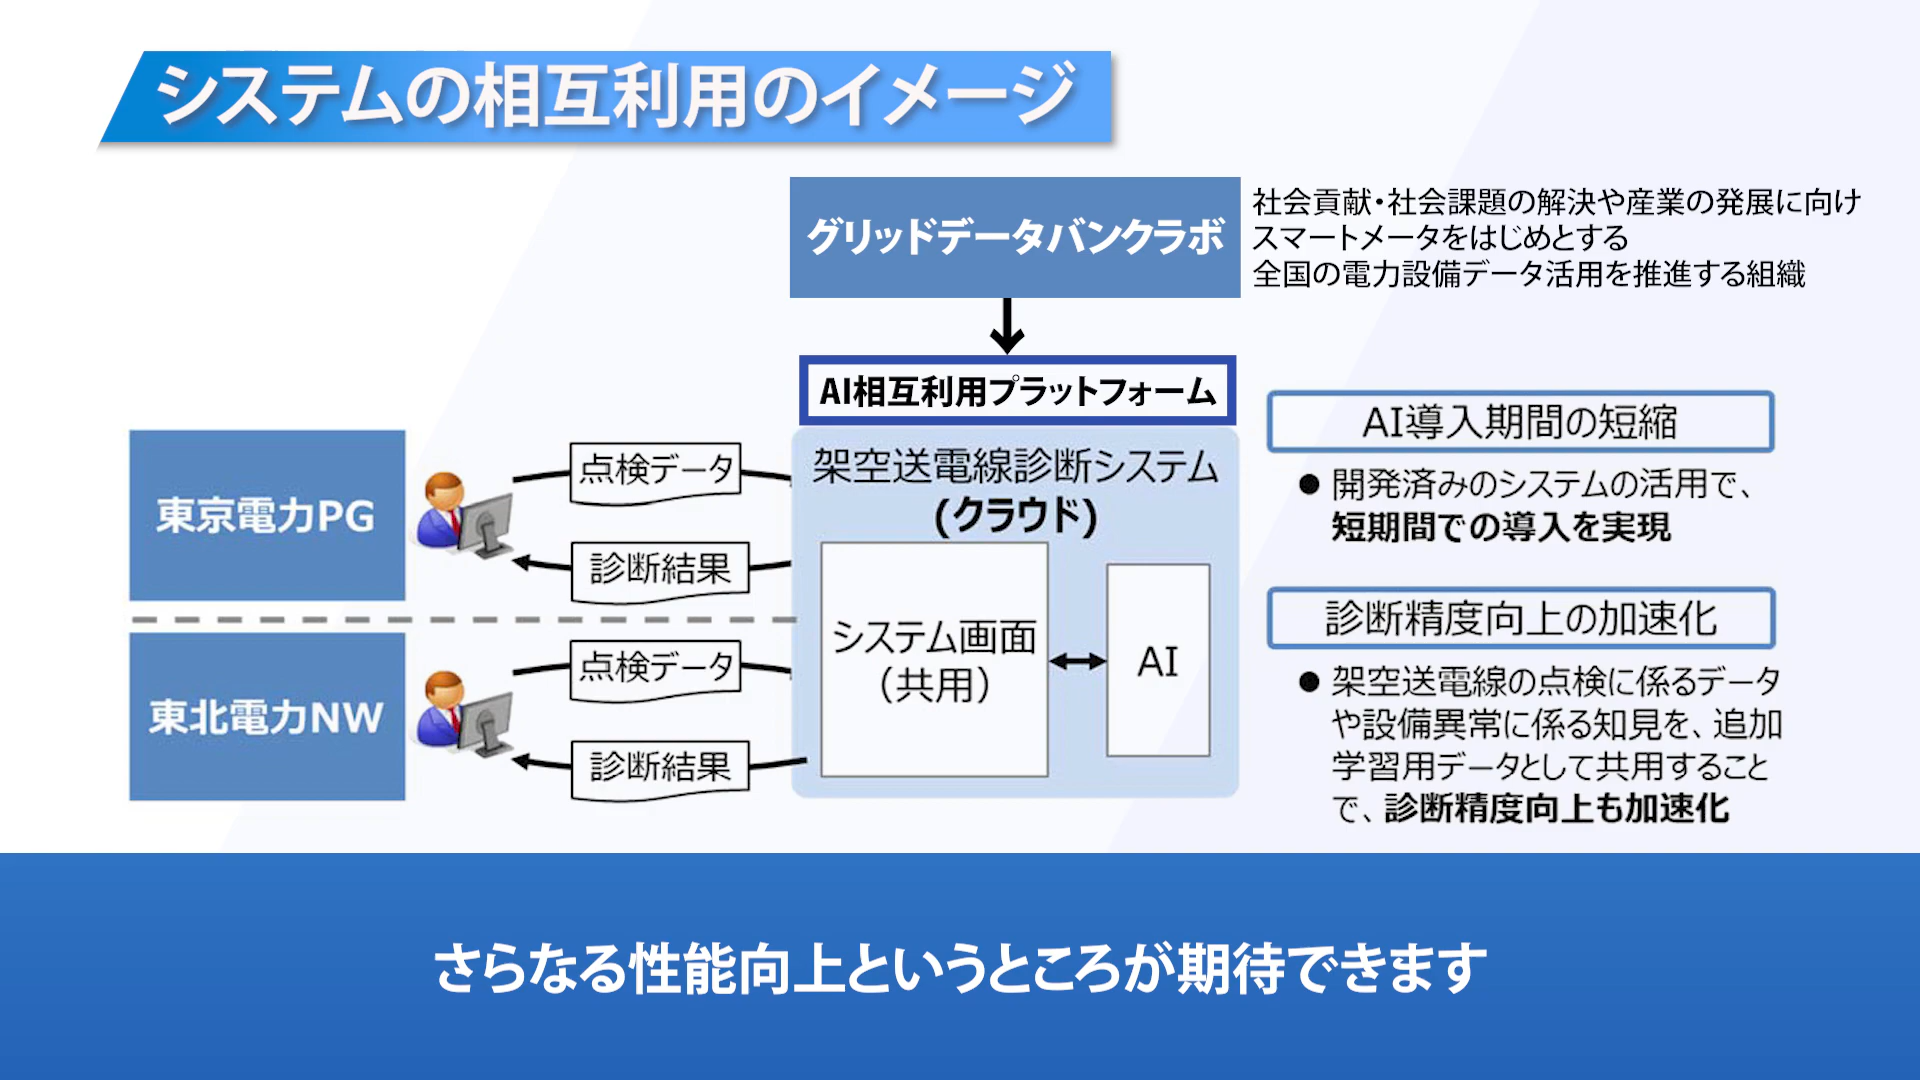 システムの相互利用のイメージ
グリッドデータバンクラボ
社会貢献・社会課題の解決や産業の発展に向け
スマートメータをはじめとする
全国の電力設備データ活用を推進する組織
AI相互利用プラットフォーム
架空送電線診断システム
(クラウド)
東京電力PG
点検データ
診断結果
東北電力NW
点検データ
診断結果
システム画面
（共用）
AI
AI導入期間の短縮
● 開発済みのシステムの活用で、
短期間での導入を実現
診断精度向上の加速化
● 架空送電線の点検に係るデータ
や設備異常に係る知見を、追加
学習用データとして共用すること
で、診断精度向上も加速化
さらなる性能向上というところが期待できます